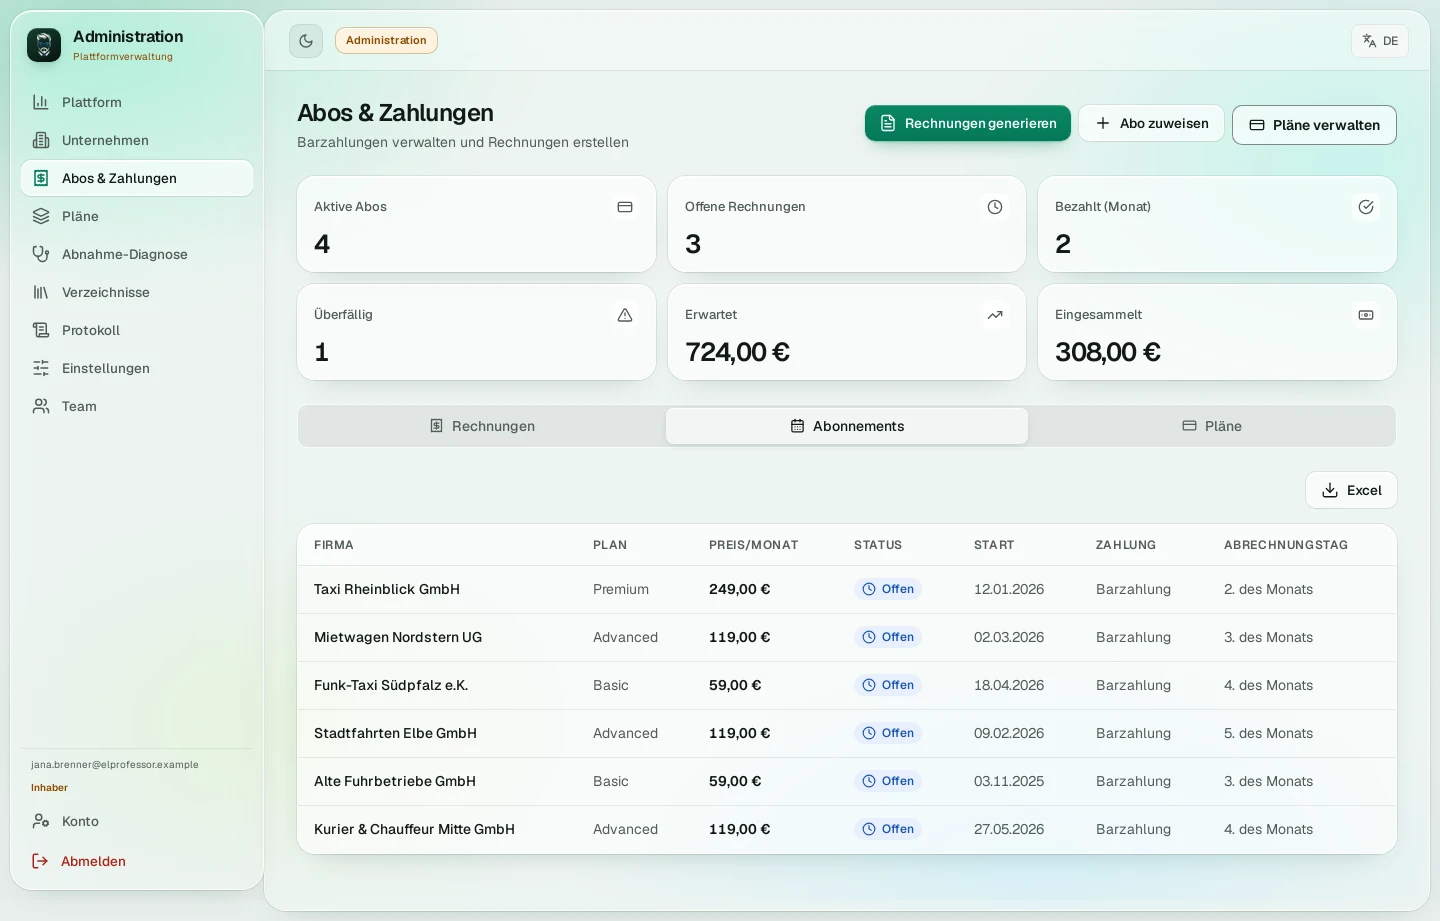 Administration
Plattformverwaltung
Plattform
Unternehmen
Abos & Zahlungen
Pläne
Abnahme-Diagnose
Verzeichnisse
Protokoll
Einstellungen
Team
jana.brenner@elprofessor.example
Inhaber
Konto
Abmelden
Administration
DE
Abos & Zahlungen
Barzahlungen verwalten und Rechnungen erstellen
Rechnungen generieren
Abo zuweisen
Pläne verwalten
Aktive Abos
4
Offene Rechnungen
3
Bezahlt (Monat)
2
Überfällig
1
Erwartet
724,00 €
Eingesammelt
308,00 €
Rechnungen Abonnements Pläne
Excel
FIRMA PLAN PREIS/MONAT STATUS START ZAHLUNG ABRECHNUNGSTAG
Taxi Rheinblick GmbH Premium 249,00 € Offen 12.01.2026 Barzahlung 2. des Monats
Mietwagen Nordstern UG Advanced 119,00 € Offen 02.03.2026 Barzahlung 3. des Monats
Funk-Taxi Südpfalz e.K. Basic 59,00 € Offen 18.04.2026 Barzahlung 4. des Monats
Stadtfahrten Elbe GmbH Advanced 119,00 € Offen 09.02.2026 Barzahlung 5. des Monats
Alte Fuhrbetriebe GmbH Basic 59,00 € Offen 03.11.2025 Barzahlung 3. des Monats
Kurier & Chauffeur Mitte GmbH Advanced 119,00 € Offen 27.05.2026 Barzahlung 4. des Monats